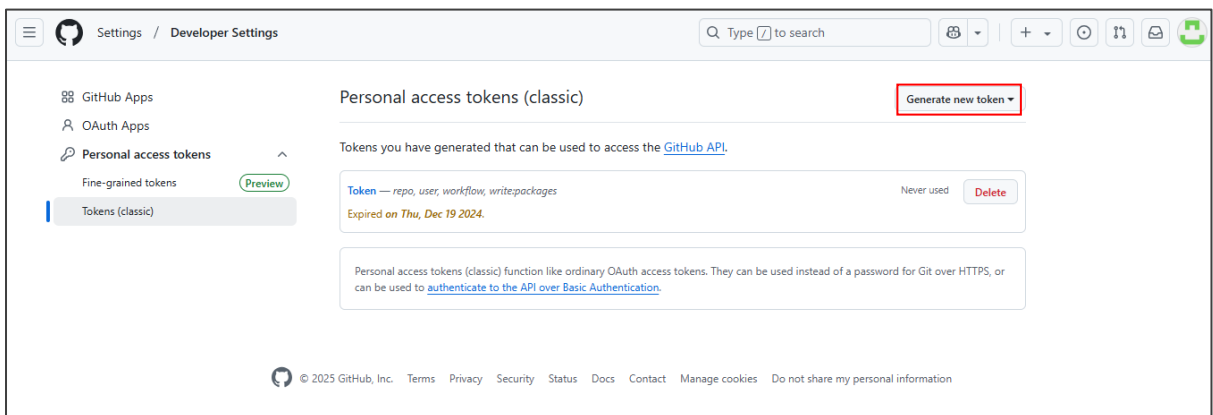 Settings / Developer Settings
Type / to search
GitHub Apps
OAuth Apps
Personal access tokens
Fine-grained tokens Preview
Tokens (classic)
Personal access tokens (classic)
Generate new token
Tokens you have generated that can be used to access the GitHub API.
Token — repo, user, workflow, write:packages
Never used Delete
Expired on Thu, Dec 19 2024.
Personal access tokens (classic) function like ordinary OAuth access tokens. They can be used instead of a password for Git over HTTPS, or
can be used to authenticate to the API over Basic Authentication.
© 2025 GitHub, Inc. Terms Privacy Security Status Docs Contact Manage cookies Do not share my personal information